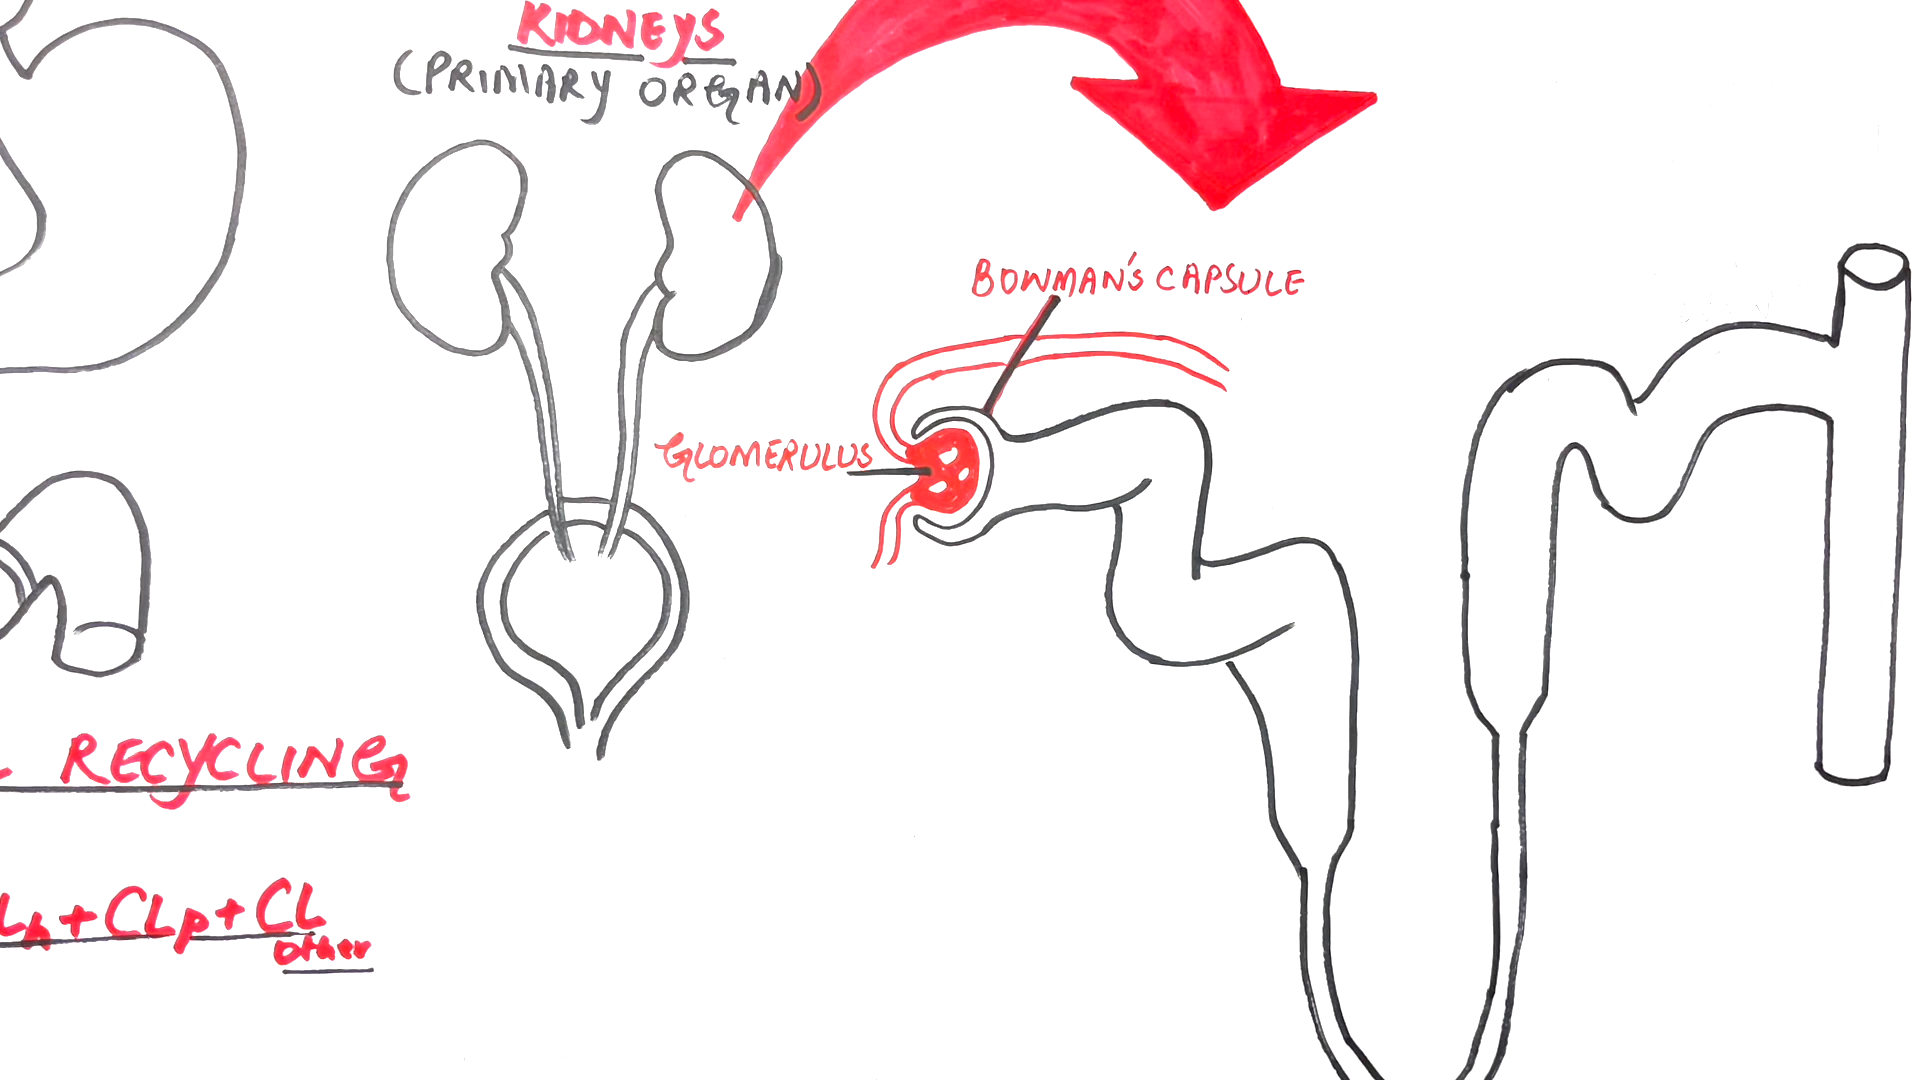 KIDNEYS
(PRIMARY ORGAN)
BOWMAN'S CAPSULE
GLOMERULUS
RECYCLING
+ CLp + CL
other